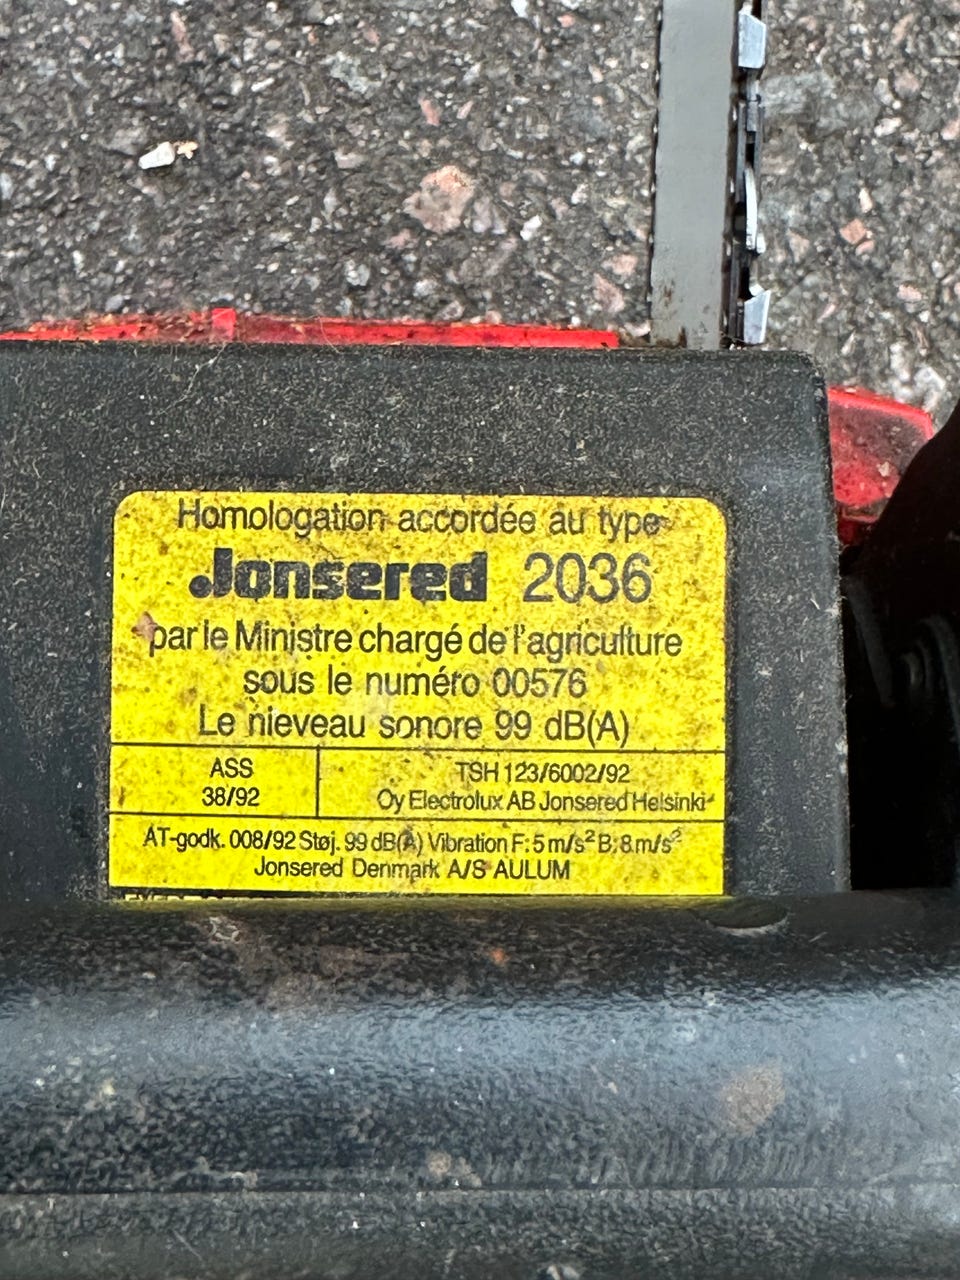 Homologation accordée au type
Jonsered 2036
par le Ministre chargé de l'agriculture
sous le numéro 00576
Le nieveau sonore 99 dB(A)
ASS
38/92
TSH 123/6002/92
Oy Electrolux AB Jonsered Helsinki
AT-godk. 008/92 Støj. 99 dB(A) Vibration F: 5 m/s² B: 8 m/s²
Jonsered Denmark A/S AULUM